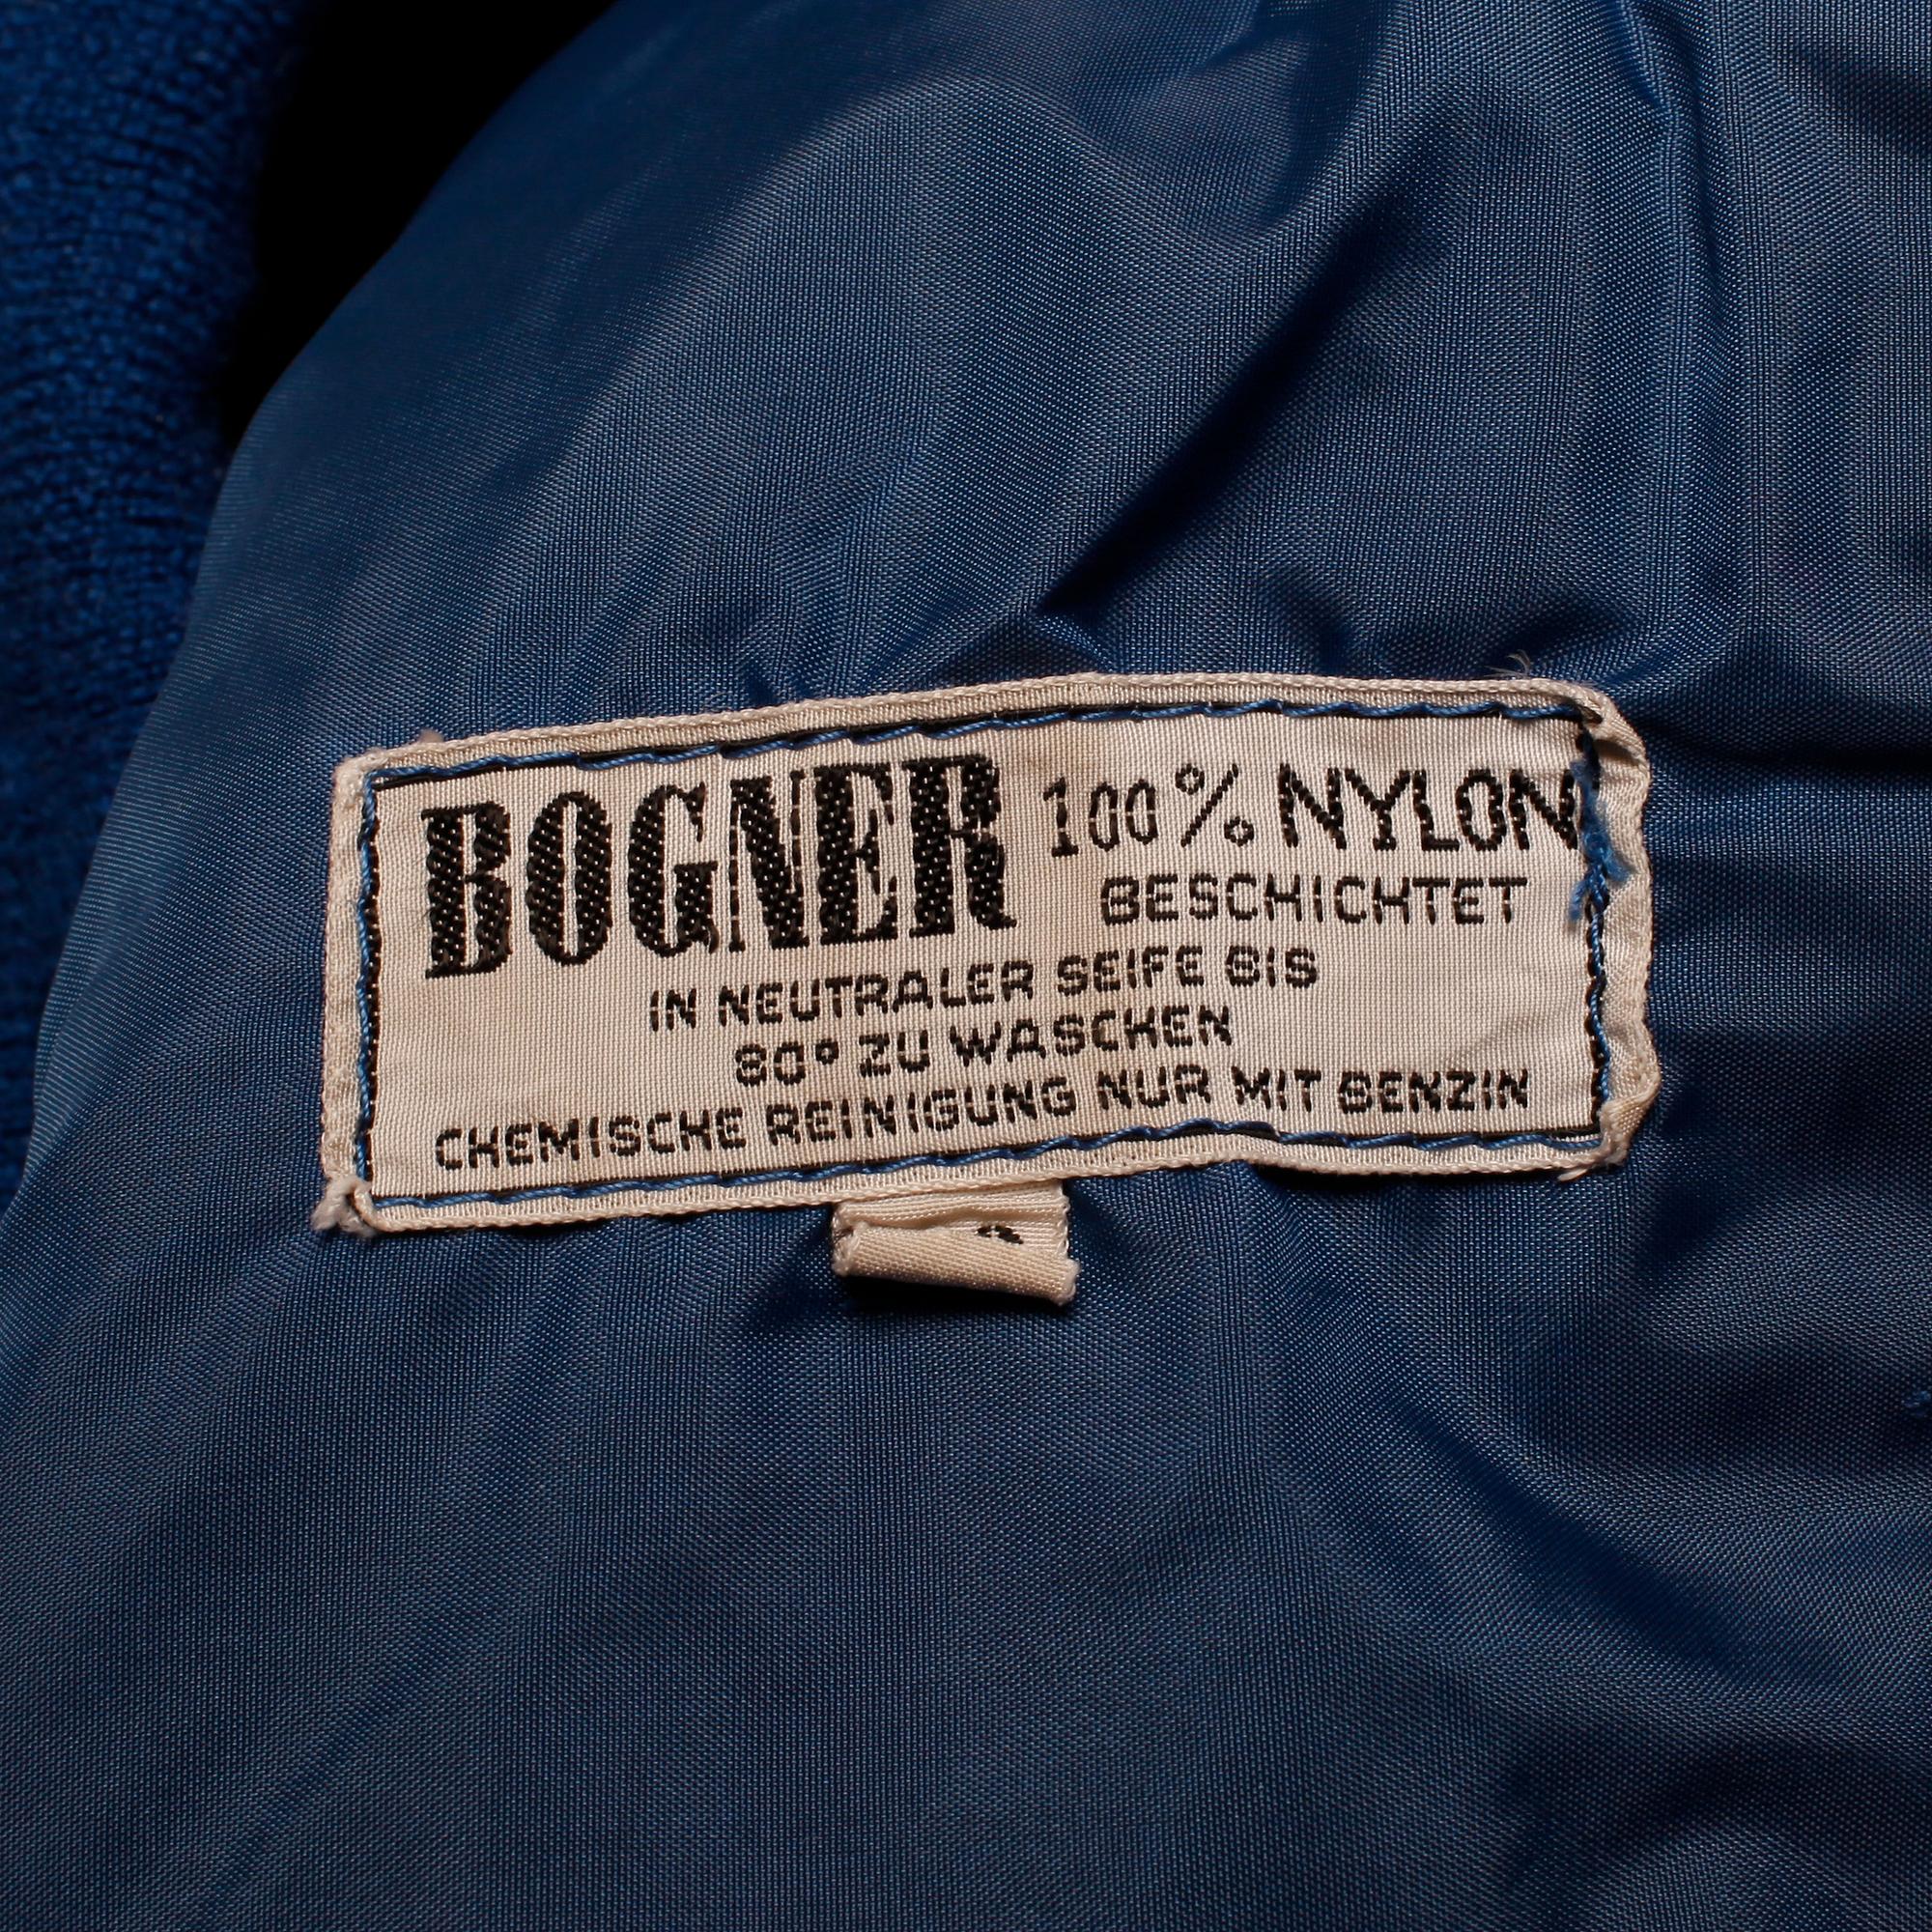 BOGNER 100% NYLON
BESCHICHTET
IN NEUTRALER SEIFE BIS
80° ZU WASCHEN
CHEMISCHE REINIGUNG NUR MIT BENZIN